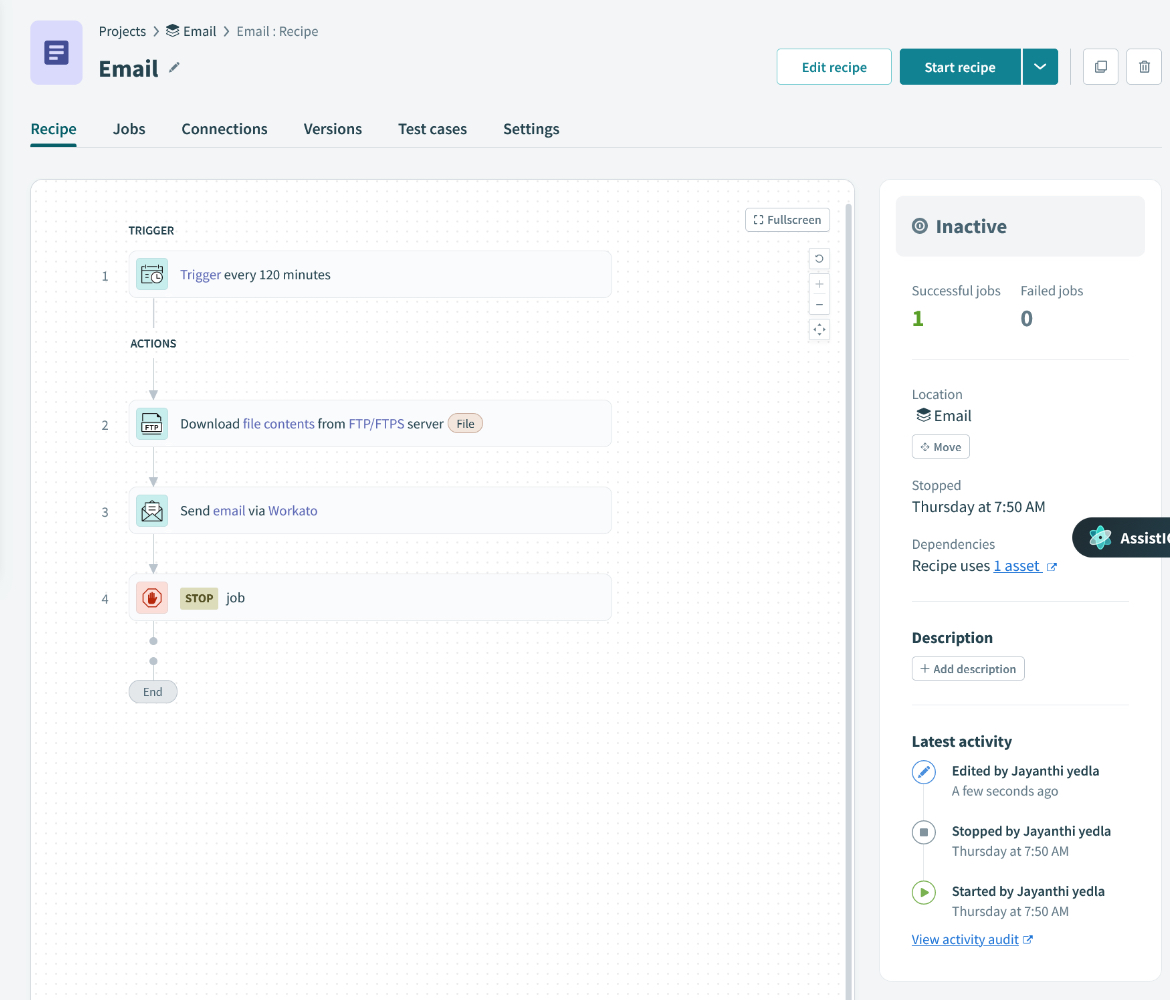 Projects > Email > Email : Recipe
Email
Edit recipe
Start recipe
Recipe
Jobs
Connections
Versions
Test cases
Settings
Fullscreen
TRIGGER
1
Trigger every 120 minutes
ACTIONS
2
FTP
Download file contents from FTP/FTPS server File
3
Send email via Workato
4
STOP job
End
Inactive
Successful jobs
Failed jobs
1
0
Location
Email
Move
Stopped
Thursday at 7:50 AM
Dependencies
Recipe uses 1 asset
Description
+ Add description
Latest activity
Edited by Jayanthi yedla
A few seconds ago
Stopped by Jayanthi yedla
Thursday at 7:50 AM
Started by Jayanthi yedla
Thursday at 7:50 AM
View activity audit